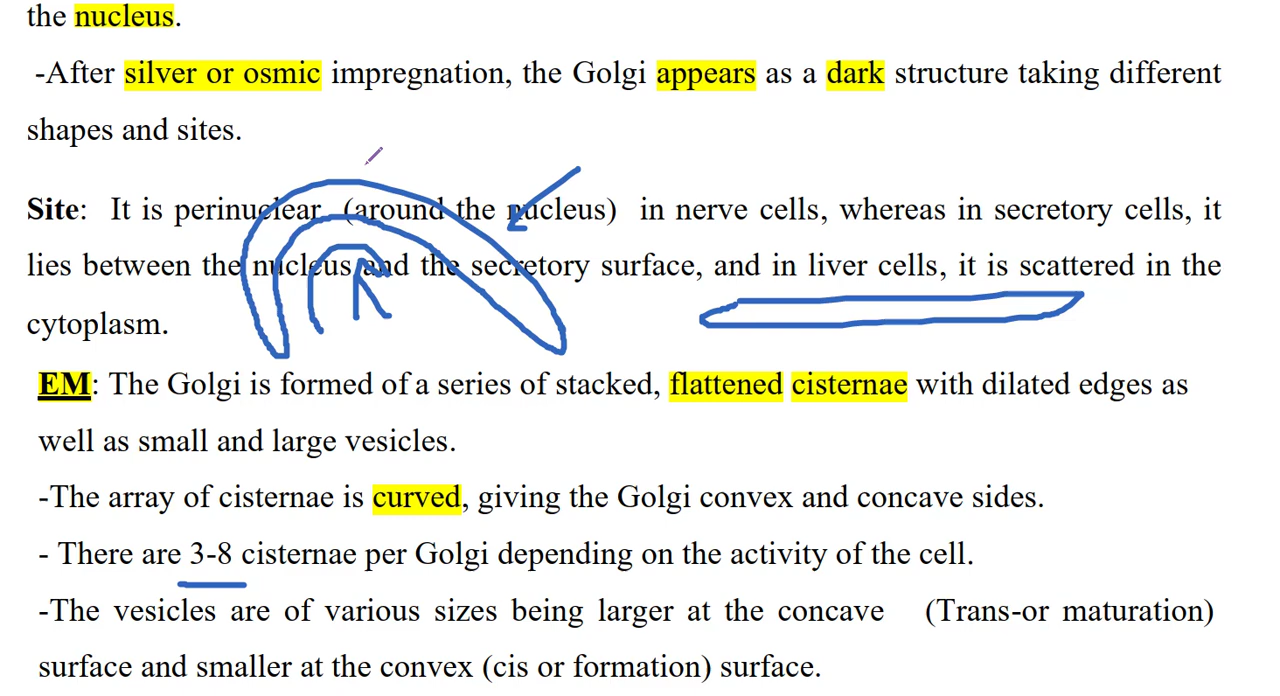 the nucleus.
-After silver or osmic impregnation, the Golgi appears as a dark structure taking different
shapes and sites.
Site: It is perinuclear (around the nucleus) in nerve cells, whereas in secretory cells, it
lies between the nucleus and the secretory surface, and in liver cells, it is scattered in the
cytoplasm.
EM: The Golgi is formed of a series of stacked, flattened cisternae with dilated edges as
well as small and large vesicles.
-The array of cisternae is curved, giving the Golgi convex and concave sides.
- There are 3-8 cisternae per Golgi depending on the activity of the cell.
-The vesicles are of various sizes being larger at the concave (Trans-or maturation)
surface and smaller at the convex (cis or formation) surface.